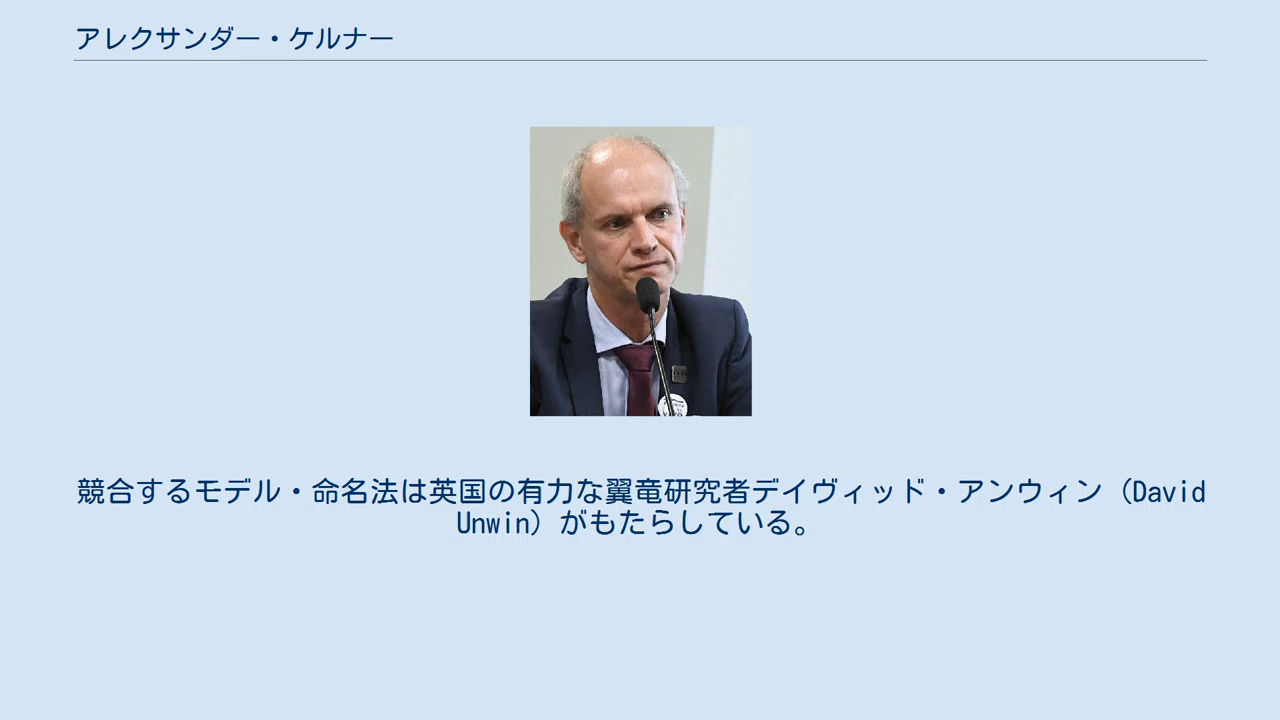 アレクサンダー・ケルナー
競合するモデル・命名法は英国の有力な翼竜研究者デイヴィッド・アンウィン（David
Unwin）がもたらしている。